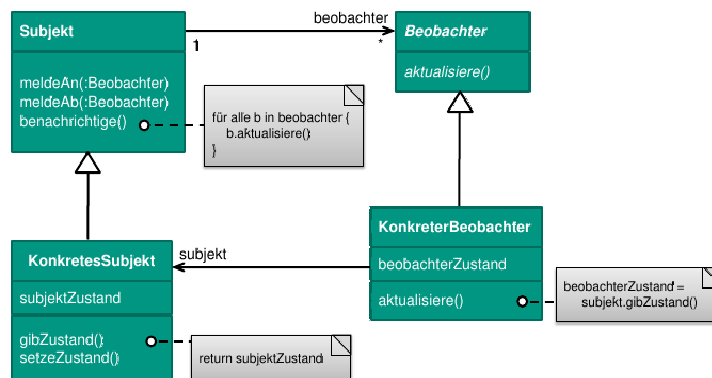 Subjekt
meldeAn(:Beobachter)
meldeAb(:Beobachter)
benachrichtige()
für alle b in beobachter {
b.aktualisiere()
}
beobachter
1
*
Beobachter
aktualisiere()
KonkretesSubjekt
subjektZustand
gibZustand()
setzeZustand()
return subjektZustand
subjekt
KonkreterBeobachter
beobachterZustand
aktualisiere()
beobachterZustand =
subjekt.gibZustand()